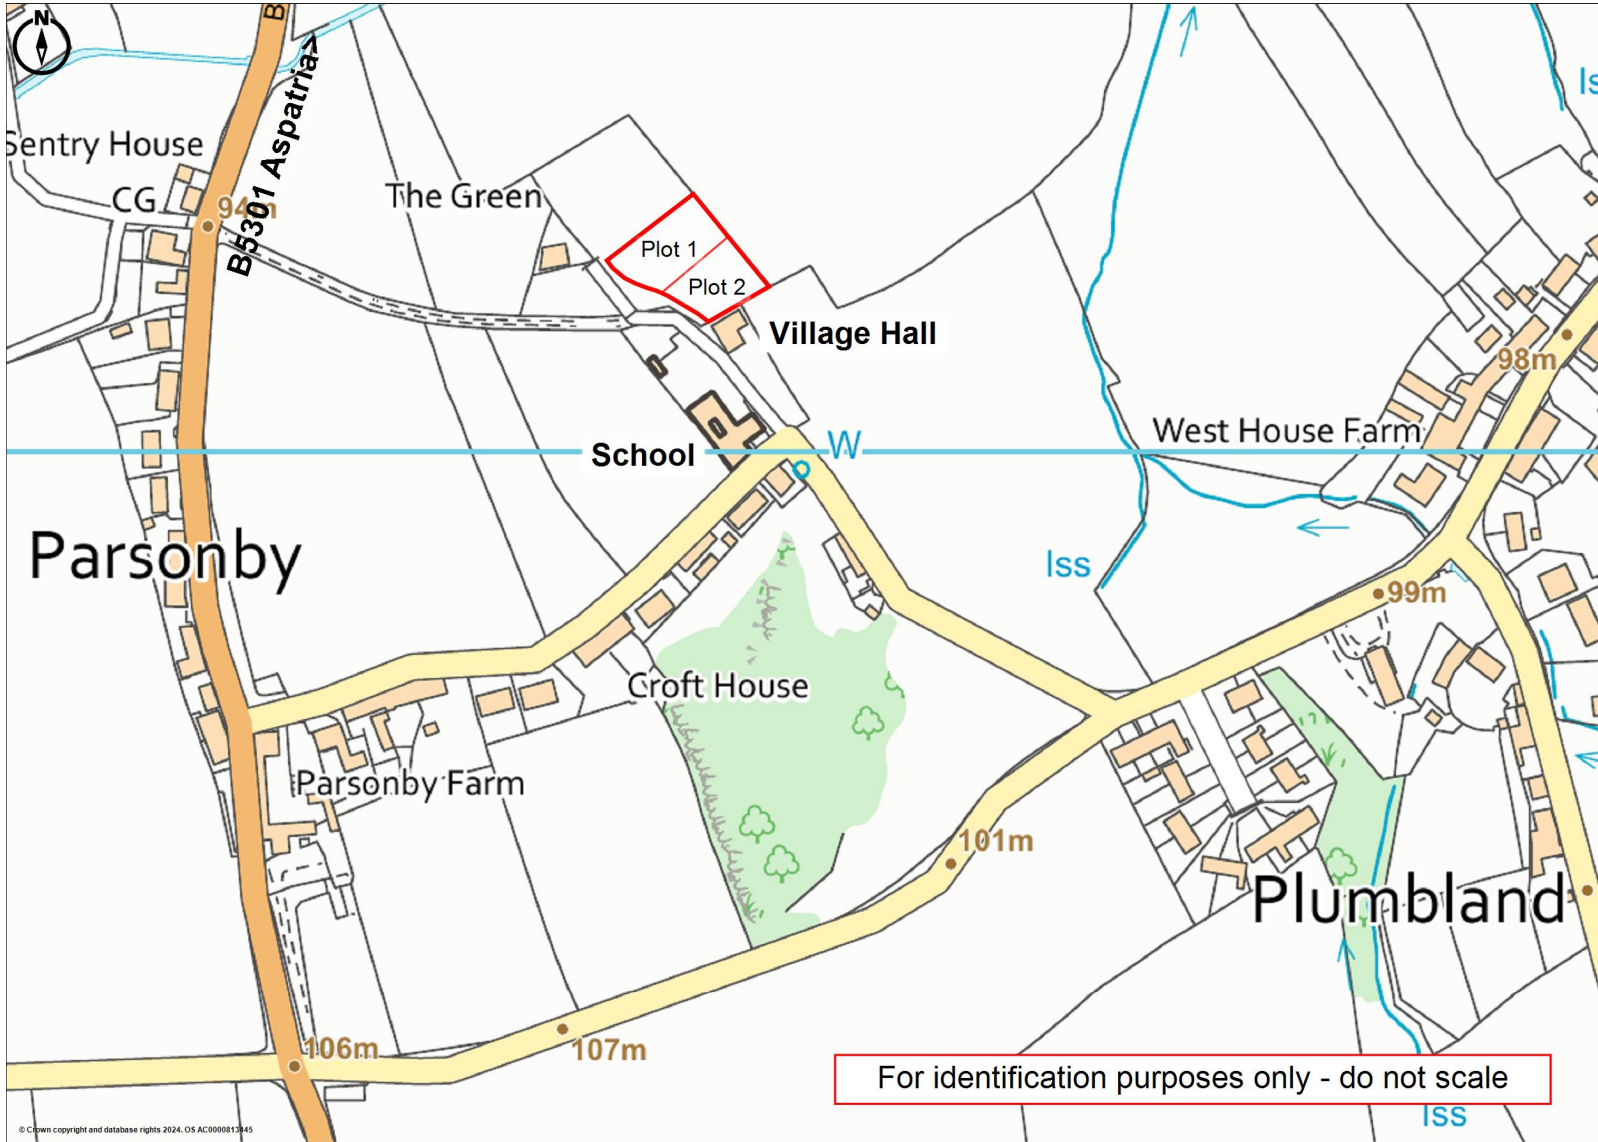 N
B
B5301 Aspatria>
Is
Sentry House
CG
94m
The Green
Plot 1
Plot 2
Village Hall
98m
West House Farm
School
W
Parsonby
Iss
99m
Croft House
Parsonby Farm
101m
Plumbland
106m
107m
For identification purposes only - do not scale
Iss
© Crown copyright and database rights 2024. OS AC0000813445